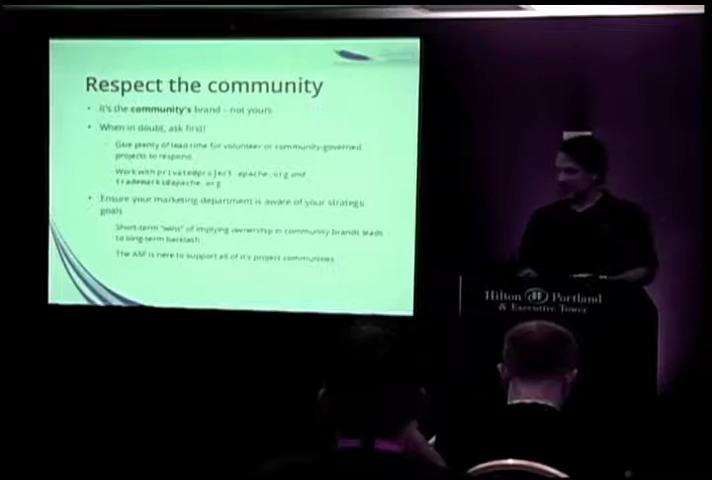 Respect the community
It's the community's brand – not yours
When in doubt, ask first!
Give plenty of lead time for volunteer or community-governed
projects to respond
Work with private@project.apache.org and
trademarks@apache.org
Ensure your marketing department is aware of your strategic
goals
Short-term "wins" of implying ownership in community brands leads
to long-term backlash
The ASF is here to support all of it's project communities
Hilton Portland
& Executive Tower